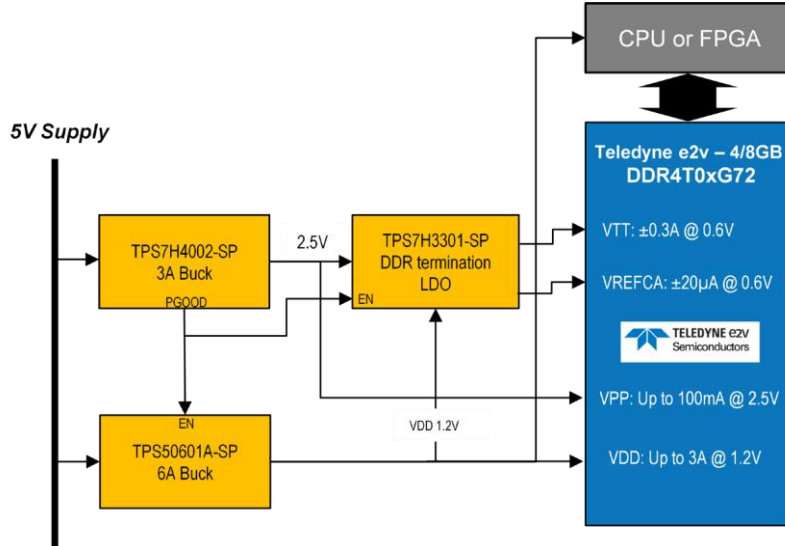 CPU or FPGA
5V Supply
Teledyne e2v – 4/8GB
DDR4T0xG72
TPS7H4002-SP
3A Buck
PGOOD
2.5V
TPS7H3301-SP
DDR termination
LDO
EN
VTT: ±0.3A @ 0.6V
VREFCA: ±20µA @ 0.6V
TELEDYNE e2v
Semiconductors
EN
TPS50601A-SP
6A Buck
VDD 1.2V
VPP: Up to 100mA @ 2.5V
VDD: Up to 3A @ 1.2V